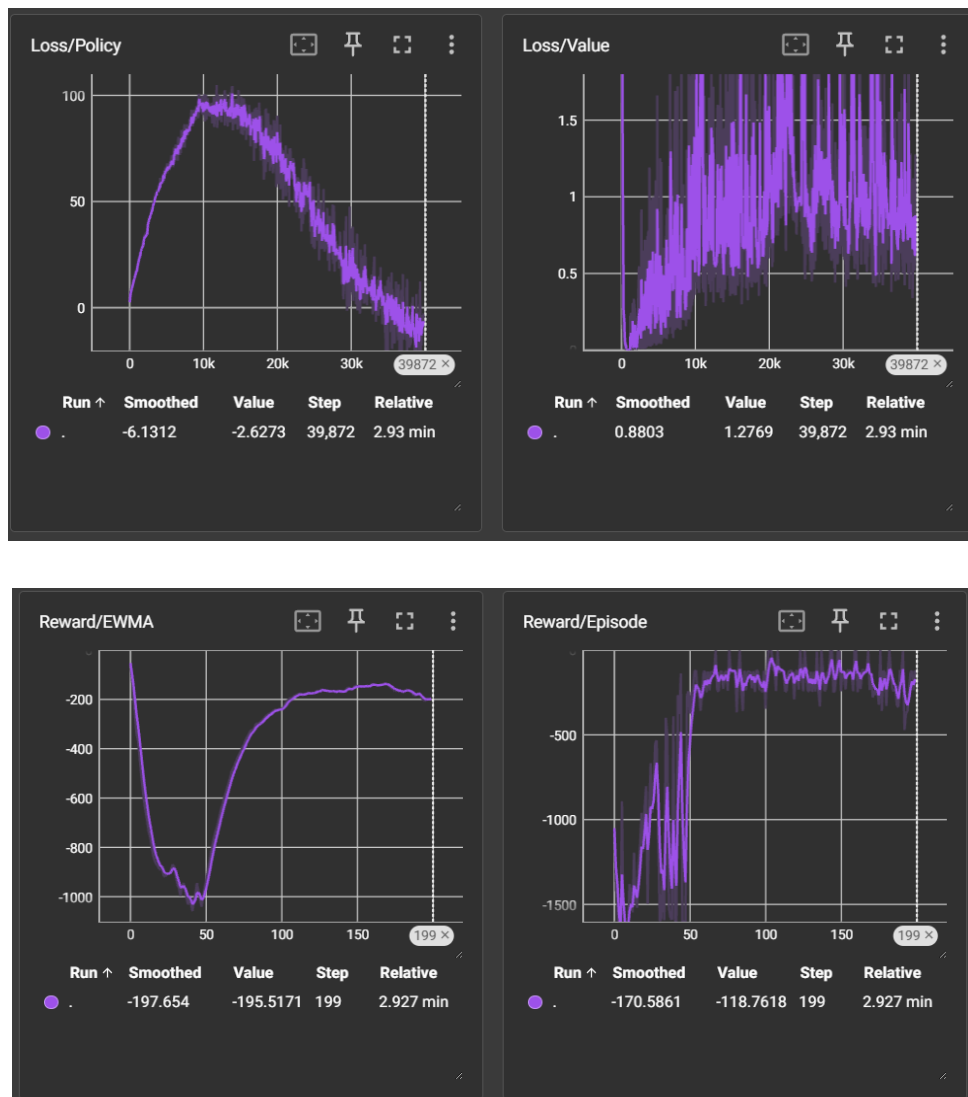 Loss/Policy
100
50
0
0 10k 20k 30k 39872 ×
Run ↑ Smoothed Value Step Relative
. -6.1312 -2.6273 39,872 2.93 min
Loss/Value
1.5
1
0.5
0 10k 20k 30k 39872 ×
Run ↑ Smoothed Value Step Relative
. 0.8803 1.2769 39,872 2.93 min
Reward/EWMA
-200
-400
-600
-800
-1000
0 50 100 150 199 ×
Run ↑ Smoothed Value Step Relative
. -197.654 -195.5171 199 2.927 min
Reward/Episode
-500
-1000
-1500
0 50 100 150 199 ×
Run ↑ Smoothed Value Step Relative
. -170.5861 -118.7618 199 2.927 min